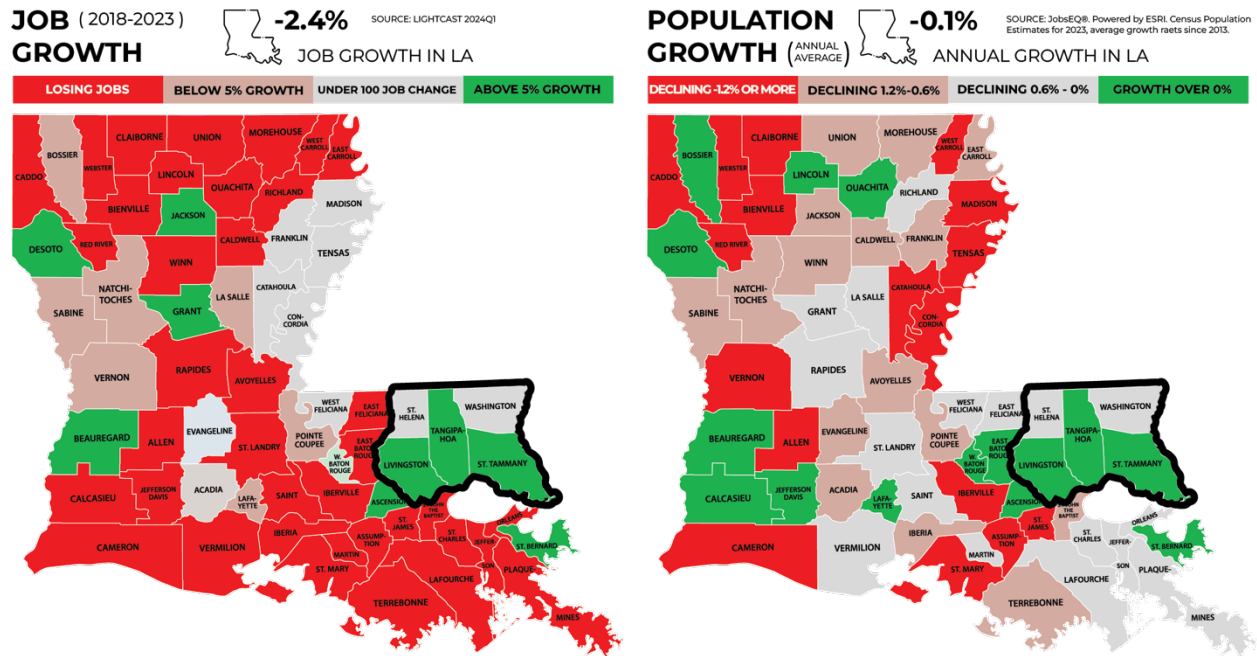 JOB (2018-2023)
GROWTH
-2.4%
JOB GROWTH IN LA
SOURCE: LIGHTCAST 2024Q1
LOSING JOBS
BELOW 5% GROWTH
UNDER 100 JOB CHANGE
ABOVE 5% GROWTH
CADDO
BOSSIER
WEBSTER
CLAIBORNE
UNION
MOREHOUSE
WEST
CARROLL
EAST
CARROLL
LINCOLN
OUACHITA
RICHLAND
MADISON
BIENVILLE
JACKSON
DESOTO
RED RIVER
CALDWELL
FRANKLIN
TENSAS
WINN
NATCHI-
TOCHES
SABINE
GRANT
LA SALLE
CATAHOULA
CON-
CORDIA
VERNON
RAPIDES
AVOYELLES
BEAUREGARD
ALLEN
EVANGELINE
ST. LANDRY
POINTE
COUPEE
WEST
FELICIANA
EAST
FELICIANA
ST.
HELENA
WASHINGTON
TANGIPA-
HOA
W.
BATON
ROUGE
EAST
BATON
ROUGE
LIVINGSTON
ST. TAMMANY
CALCASIEU
JEFFERSON
DAVIS
ACADIA
LAFA-
YETTE
SAINT
IBERVILLE
ASCENSION
ST. JOHN
THE
BAPTIST
CAMERON
VERMILION
IBERIA
MARTIN
ASSUMP-
TION
ST.
JAMES
ST.
CHARLES
ORLEANS
JEFFER-
SON
ST. BERNARD
ST. MARY
LAFOURCHE
PLAQUE-
TERREBONNE
MINES
POPULATION
GROWTH (ANNUAL
AVERAGE)
-0.1%
ANNUAL GROWTH IN LA
SOURCE: JobsEQ®. Powered by ESRI. Census Population
Estimates for 2023, average growth raets since 2013.
DECLINING -1.2% OR MORE
DECLINING 1.2%-0.6%
DECLINING 0.6% - 0%
GROWTH OVER 0%
CADDO
BOSSIER
WEBSTER
CLAIBORNE
UNION
MOREHOUSE
WEST
CARROLL
EAST
CARROLL
LINCOLN
OUACHITA
RICHLAND
MADISON
BIENVILLE
JACKSON
DESOTO
RED RIVER
CALDWELL
FRANKLIN
TENSAS
WINN
NATCHI-
TOCHES
SABINE
GRANT
LA SALLE
CATAHOULA
CON-
CORDIA
VERNON
RAPIDES
AVOYELLES
BEAUREGARD
ALLEN
EVANGELINE
ST. LANDRY
POINTE
COUPEE
WEST
FELICIANA
EAST
FELICIANA
ST.
HELENA
WASHINGTON
TANGIPA-
HOA
W.
BATON
ROUGE
EAST
BATON
ROUGE
LIVINGSTON
ST. TAMMANY
CALCASIEU
JEFFERSON
DAVIS
ACADIA
LAFA-
YETTE
SAINT
IBERVILLE
ASCENSION
THE
BAPTIST
CAMERON
VERMILION
IBERIA
MARTIN
ASSUMP-
TION
ST.
JAMES
ST.
CHARLES
ORLEANS
JEFFER-
SON
ST. BERNARD
ST. MARY
LAFOURCHE
PLAQUE-
TERREBONNE
MINES